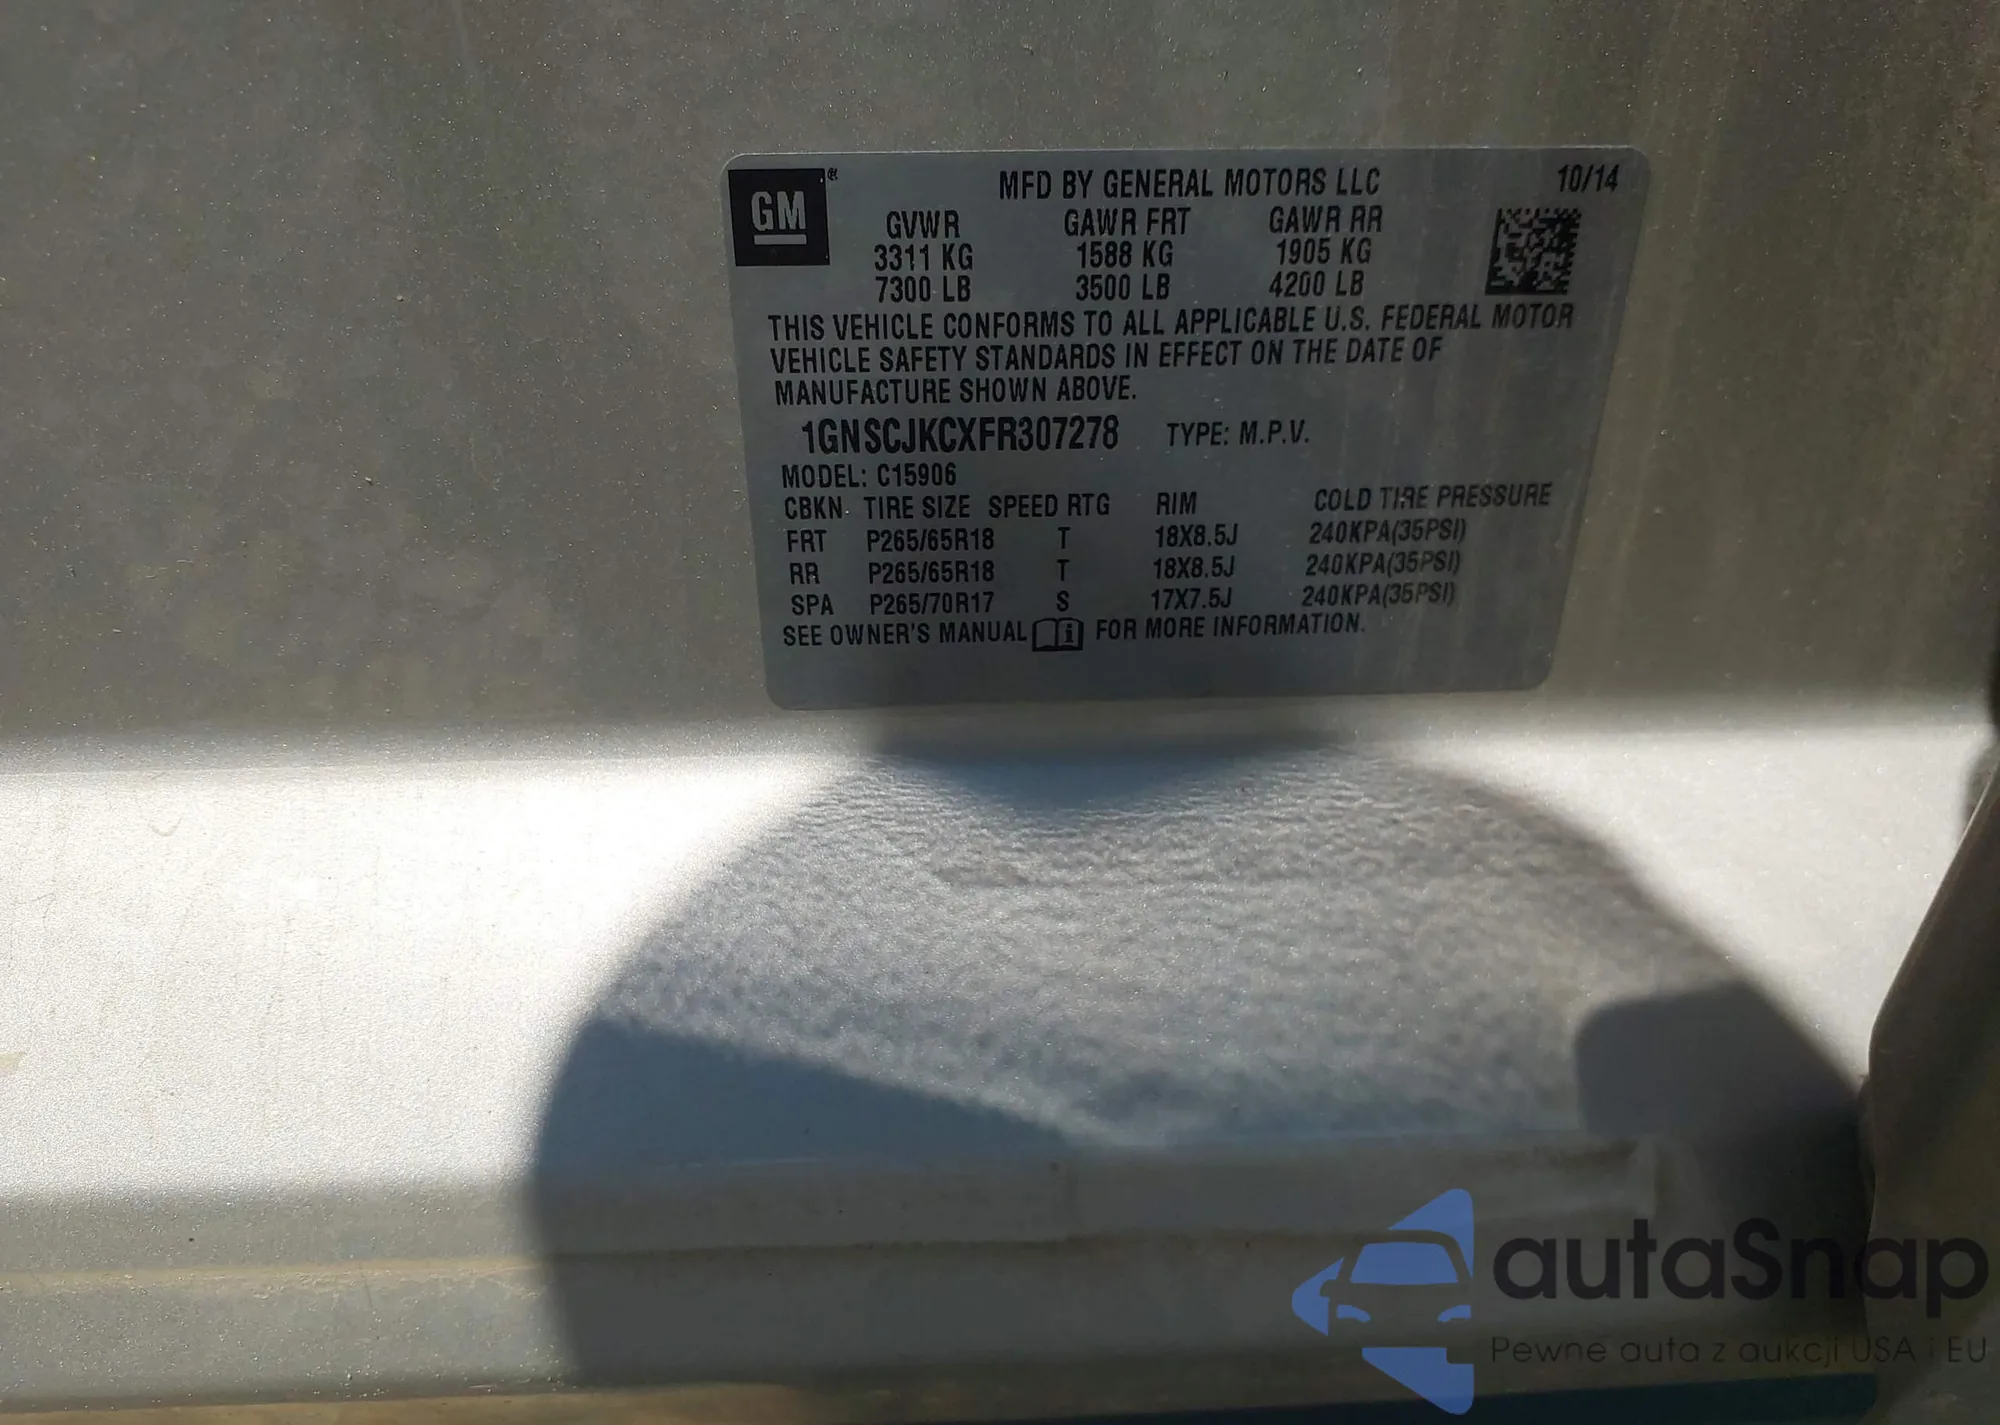 GM
MFD BY GENERAL MOTORS LLC 10/14
GVWR GAWR FRT GAWR RR
3311 KG 1588 KG 1905 KG
7300 LB 3500 LB 4200 LB
THIS VEHICLE CONFORMS TO ALL APPLICABLE U.S. FEDERAL MOTOR
VEHICLE SAFETY STANDARDS IN EFFECT ON THE DATE OF
MANUFACTURE SHOWN ABOVE.
1GNSCJKCXFR307278 TYPE: M.P.V.
MODEL: C15906
CBKN TIRE SIZE SPEED RTG RIM COLD TIRE PRESSURE
FRT P265/65R18 T 18X8.5J 240KPA(35PSI)
RR P265/65R18 T 18X8.5J 240KPA(35PSI)
SPA P265/70R17 S 17X7.5J 240KPA(35PSI)
SEE OWNER'S MANUAL FOR MORE INFORMATION.
autaSnap
Pewne auta z aukcji USA i EU